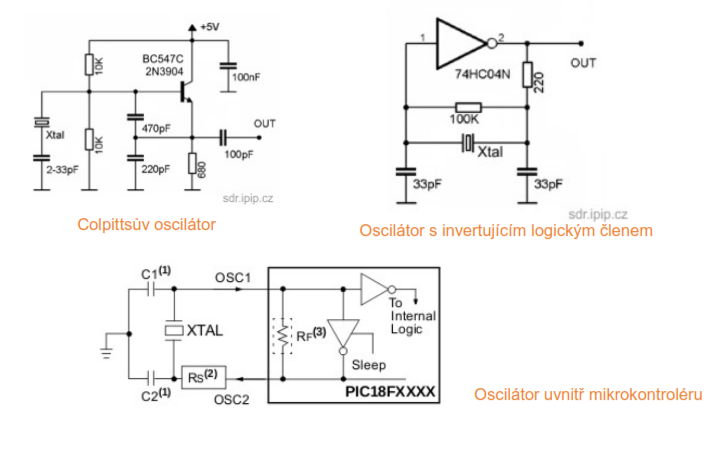 +5V
BC547C
2N3904
10K
100nF
Xtal
470pF
OUT
10K
2-33pF
220pF
680
100pF
sdr.ipip.cz
Colpittsúv oscilátor
1
2
74HC04N
OUT
220
100K
Xtal
33pF
33pF
sdr.ipip.cz
Oscilátor s invertujícím logickým členem
C1(1)
OSC1
XTAL
RF(3)
To
Internal
Logic
Sleep
RS(2)
C2(1)
OSC2
PIC18FXXXX
Oscilátor uvnitř mikrokontroléru